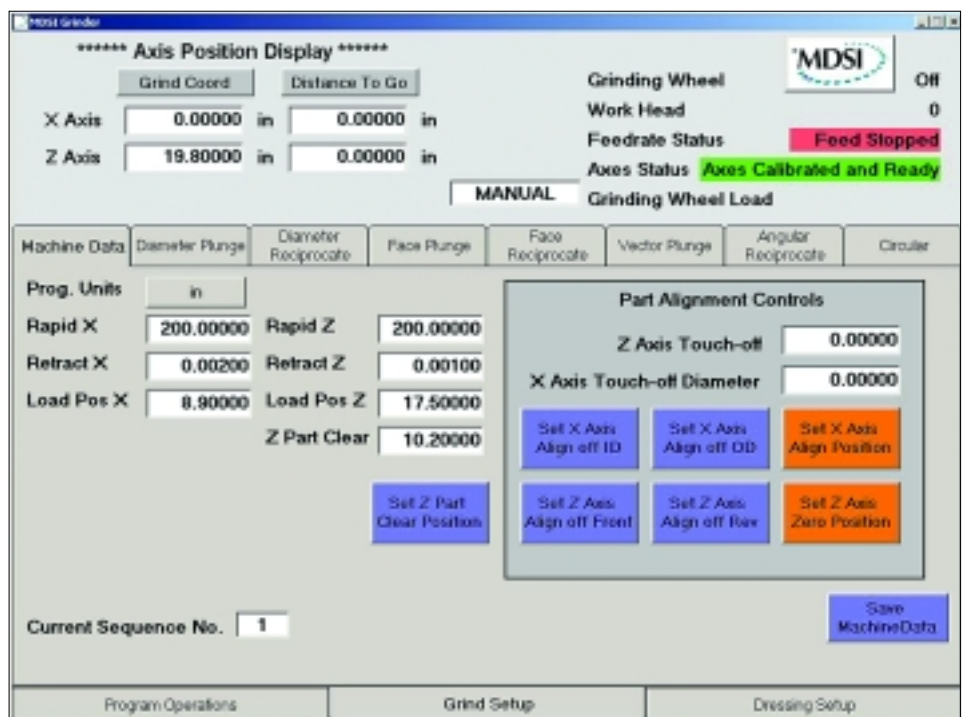 MDSI Grinder
****** Axis Position Display ******
Grind Coord Distance To Go
X Axis 0.00000 in 0.00000 in
Z Axis 19.80000 in 0.00000 in
MANUAL
MDSI
Grinding Wheel Off
Work Head 0
Feedrate Status Feed Stopped
Axes Status Axes Calibrated and Ready
Grinding Wheel Load
Machine Data Diameter Plunge Diameter Reciprocate Face Plunge Face Reciprocate Vector Plunge Angular Reciprocate Circular
Prog. Units in
Rapid X 200.00000 Rapid Z 200.00000
Retract X 0.00200 Retract Z 0.00100
Load Pos X 8.90000 Load Pos Z 17.50000
Z Part Clear 10.20000
Set Z Part
Clear Position
Part Alignment Controls
Z Axis Touch-off 0.00000
X Axis Touch-off Diameter 0.00000
Set X Axis Align off ID
Set X Axis Align off OD
Set X Axis Align Position
Set Z Axis Align off Front
Set Z Axis Align off Rev
Set Z Axis Zero Position
Current Sequence No. 1
Save
MachineData
Program Operations Grind Setup Dressing Setup